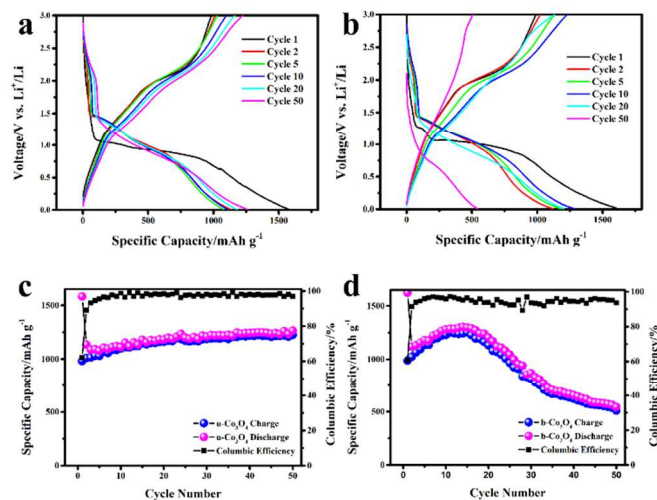 a
Cycle 1
Cycle 2
Cycle 5
Cycle 10
Cycle 20
Cycle 50
Voltage/V vs. Li⁺/Li
3.0
2.5
2.0
1.5
1.0
0.5
0.0
0 500 1000 1500
Specific Capacity/mAh g⁻¹
b
Cycle 1
Cycle 2
Cycle 5
Cycle 10
Cycle 20
Cycle 50
Voltage/V vs. Li⁺/Li
3.0
2.5
2.0
1.5
1.0
0.5
0.0
0 500 1000 1500
Specific Capacity/mAh g⁻¹
c
Specific Capacity/mAh g⁻¹
1500
1250
1000
500
0
u-Co₃O₄ Charge
u-Co₃O₄ Discharge
Columbic Efficiency
0 10 20 30 40 50
Cycle Number
100
80
60
40
20
0
Columbic Efficiency/%
d
Specific Capacity/mAh g⁻¹
1500
1000
500
0
b-Co₃O₄ Charge
b-Co₃O₄ Discharge
Columbic Efficiency
0 10 20 30 40 50
Cycle Number
100
80
60
40
20
0
Columbic Efficiency/%